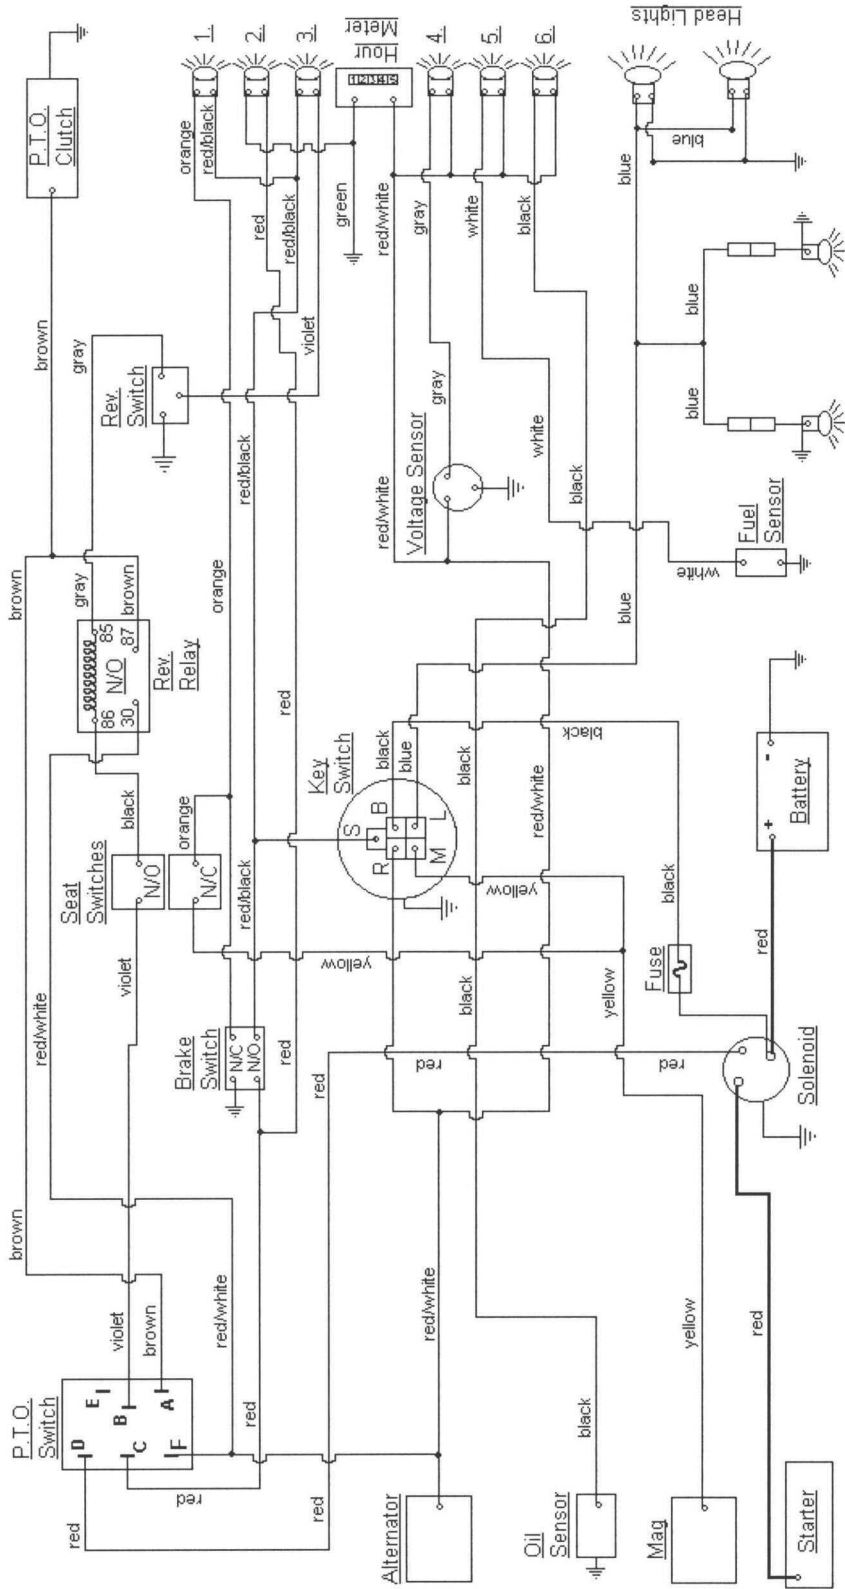 P.T.O.
Switch
D
E
B
C
A
F
violet
brown
red/white
red
red
red
red
brown
red/white
violet
Seat
Switches
N/O
N/C
black
orange
Brake
Switch
N/C
N/O
red/black
red
red
yellow
brown
gray
86
85
N/O
30
87
brown
Rev.
Relay
orange
red
brown
gray
Rev.
Switch
red/black
violet
P.T.O.
Clutch
orange
red/black
red
red/black
green
red/white
gray
white
black
1.
2.
3.
Hour
Meter
12345
4.
5.
6.
Key
Switch
S
R
B
M
L
black
blue
yellow
black
black
red/white
black
red/white
Voltage Sensor
gray
white
black
blue
blue
blue
Head Lights
Alternator
red/white
Oil
Sensor
black
Mag
yellow
yellow
Starter
red
red
Solenoid
Fuse
black
red
Battery
+
-
white
Fuel
Sensor
blue
blue